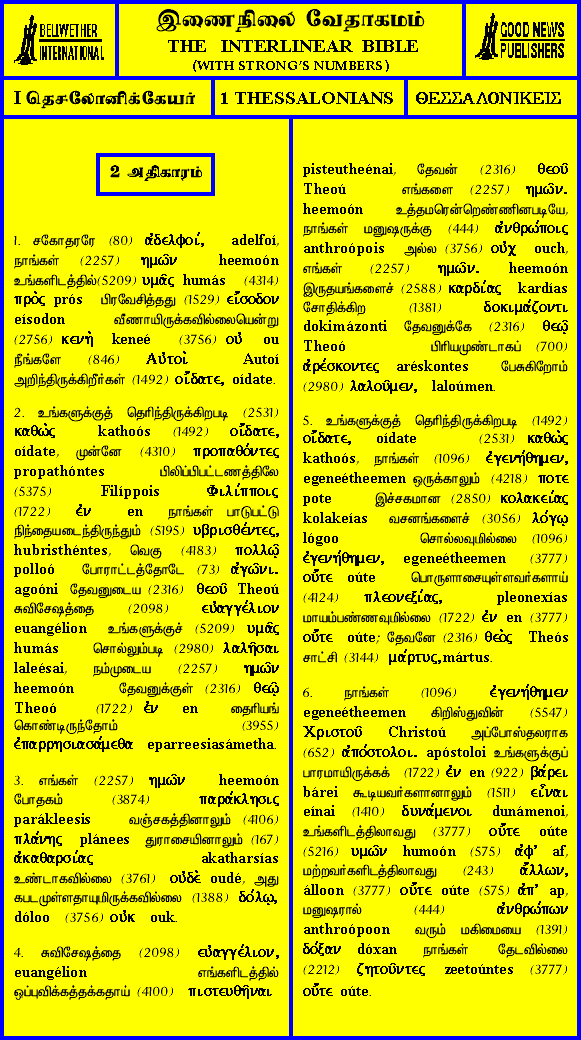 BELLWETHER
INTERNATIONAL
இணைநிலை வேதாகமம்
THE INTERLINEAR BIBLE
(WITH STRONG'S NUMBERS)
GOOD NEWS
PUBLISHERS
I தெசலோனிக்கேயர்
1 THESSALONIANS
ΘΕΣΣΑΛΟΝΙΚΕΙΣ
2 அதிகாரம்
1. சகோதரரே (80) ἀδελφοί, adelfoí,
நாங்கள் (2257) ημῶν heemoón
உங்களிடத்தில்(5209) υμᾶς humás (4314)
πρὸς prós பிரவேசித்தது (1529) εἴσοδον
eísodon வீணாயிருக்கவில்லையென்று
(2756) κενὴ keneé (3756) οὐ ou
நீங்களே (846) Αὐτοὶ Autoí
அறிந்திருக்கிறீர்கள் (1492) οἴδατε, oídate.
2. உங்களுக்குத் தெரிந்திருக்கிறபடி (2531)
καθὼς kathoós (1492) οἴδατε,
oídate, முன்னே (4310) προπαθόντες
propathóntes பிலிப்பிபட்டணத்திலே
(5375) Filíppois Φιλίπποις
(1722) ἐν en நாங்கள் பாடுபட்டு
நிந்தையடைந்திருந்தும் (5195) υβρισθέντες,
hubristhéntes, வெகு (4183) πολλῷ
polloó போராட்டத்தோடே (73) ἀγῶνι.
agoóni தேவனுடைய (2316) θεοῦ Theoú
சுவிசேஷத்தை (2098) εὐαγγέλιον
euangélion உங்களுக்குச் (5209) υμᾶς
humás சொல்லும்படி (2980) λαλῆσαι
laleésai, நம்முடைய (2257) ημῶν
heemoón தேவனுக்குள் (2316) θεῷ
Theoó (1722) ἐν en தைரியங்
கொண்டிருந்தோம் (3955)
ἐπαρρησιασάμεθα eparreesiasámetha.
3. எங்கள் (2257) ημῶν heemoón
போதகம் (3874) παράκλησις
parákleesis வஞ்சகத்தினாலும் (4106)
πλάνης plánees துராசையினாலும் (167)
ἀκαθαρσίας akatharsías
உண்டாகவில்லை (3761) οὐδὲ oudé, அது
கபடமுள்ளதாயுமிருக்கவில்லை (1388) δόλῳ,
dóloo (3756) οὐκ ouk.
4. சுவிசேஷத்தை (2098) εὐαγγέλιον,
euangélion எங்களிடத்தில்
ஒப்புவிக்கத்தக்கதாய் (4100) πιστευθῆναι
pisteutheénai, தேவன் (2316) θεοῦ
Theoú எங்களை (2257) ημῶν.
heemoón உத்தமரென்றெண்ணினபடியே,
நாங்கள் மனுஷருக்கு (444) ἀνθρώποις
anthroópois அல்ல (3756) οὐχ ouch,
எங்கள் (2257) ημῶν. heemoón
இருதயங்களைச் (2588) καρδίας kardías
சோதிக்கிற (1381) δοκιμάζοντι
dokimázonti தேவனுக்கே (2316) θεῷ
Theoó பிரியமுண்டாகப் (700)
ἀρέσκοντες aréskontes பேசுகிறோம்
(2980) λαλοῦμεν, laloúmen.
5. உங்களுக்குத் தெரிந்திருக்கிறபடி (1492)
οἴδατε, oídate (2531) καθὼς
kathoós, நாங்கள் (1096) ἐγενήθημεν,
egeneétheemen ஒருக்காலும் (4218) ποτε
pote இச்சகமான (2850) κολακείας
kolakeías வசனங்களைச் (3056) λόγῳ
lógoo சொல்லவுமில்லை (1096)
ἐγενήθημεν, egeneétheemen (3777)
οὔτε oúte பொருளாசையுள்ளவர்களாய்
(4124) πλεονεξίας, pleonexías
மாயம்பண்ணவுமில்லை (1722) ἐν en (3777)
οὔτε oúte; தேவனே (2316) θεὸς Theós
சாட்சி (3144) μάρτυς, mártus.
6. நாங்கள் (1096) ἐγενήθημεν
egeneétheemen கிறிஸ்துவின் (5547)
Χριστοῦ Christoú அப்போஸ்தலராக
(652) ἀπόστολοι. apóstoloi உங்களுக்குப்
பாரமாயிருக்கக் (1722) ἐν en (922) βάρει
bárei கூடியவர்களானாலும் (1511) εἶναι
eínai (1410) δυνάμενοι dunámenoi,
உங்களிடத்திலாவது (3777) οὔτε oúte
(5216) υμῶν humoón (575) ἀφ' af,
மற்றவர்களிடத்திலாவது (243) ἄλλων,
álloon (3777) οὔτε oúte (575) ἀπ' ap,
மனுஷரால் (444) ἀνθρώπων
anthroópoon வரும் மகிமையை (1391)
δόξαν dóxan நாங்கள் தேடவில்லை
(2212) ζητοῦντες zeetoúntes (3777)
οὔτε oúte.